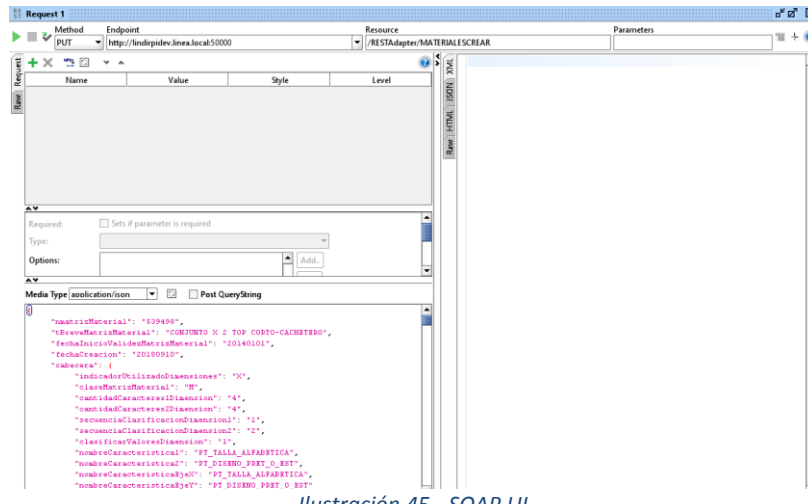 Request 1
Method Endpoint Resource Parameters
PUT http://lindirpidev.linea.local:50000 /RESTAdapter/MATERIALESCREAR
Request
Raw
Name Value Style Level
Required: Sets if parameter is required
Type:
Options: Add..
Media Type application/json Post QueryString
Raw HTML JSON XML
{
"nmatrizMaterial": "539498",
"tBreveMatrizMaterial": "CONJUNTO X 2 TOP CORTO-CACHETERO",
"fechaInicioValidezMatrizMaterial": "20140101",
"fechaCreacion": "20180910",
"cabecera": {
"indicadorUtilizadoDimensiones": "X",
"claseMatrizMaterial": "M",
"cantidadCaracteres1Dimension": "4",
"cantidadCaracteres2Dimension": "4",
"secuenciaClasificacionDimension1": "1",
"secuenciaClasificacionDimension2": "2",
"clasificarValoresDimension": "1",
"nombreCaracteristica1": "PT_TALLA_ALFABETICA",
"nombreCaracteristica2": "PT_DISENO_PRET_O_EST",
"nombreCaracteristicaEjeX": "PT_TALLA_ALFABETICA",
"nombreCaracteristicaEjeY": "PT_DISENO_PRET_O_EST"
Ilustración 45 - SOAP UI